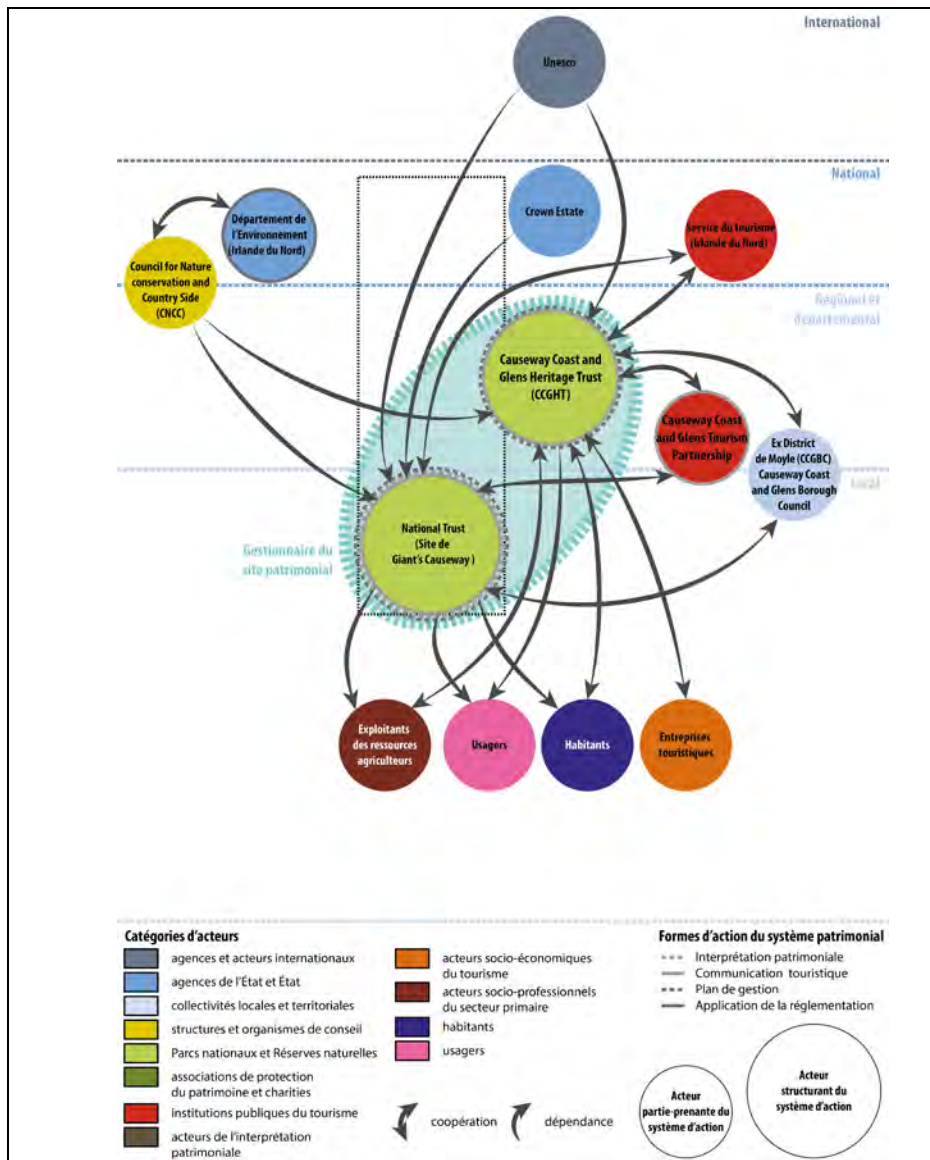 International
Unesco
National
Crown Estate
Département de
l'Environnement
(Irlande du Nord)
Service du tourisme
(Irlande du Nord)
Council for Nature
conservation and
Country Side
(CNCC)
Régional et
départemental
Causeway Coast and
Glens Heritage Trust
(CCGHT)
Causeway Coast
and Glens Tourism
Partnership
Ex District
de Moyle (CCGBC)
Causeway Coast
and Glens Borough
Council
Local
National Trust
(Site de
Giant's Causeway )
Gestionnaire du
site patrimonial
Exploitants
des ressources
agriculteurs
Usagers
Habitants
Entreprises
touristiques
Catégories d'acteurs
agences et acteurs internationaux
agences de l'État et État
collectivités locales et territoriales
structures et organismes de conseil
Parcs nationaux et Réserves naturelles
associations de protection
du patrimoine et charities
institutions publiques du tourisme
acteurs de l'interprétation
patrimoniale
acteurs socio-économiques
du tourisme
acteurs socio-professionnels
du secteur primaire
habitants
usagers
coopération
dépendance
Formes d'action du système patrimonial
Interprétation patrimoniale
Communication touristique
Plan de gestion
Application de la réglementation
Acteur
partie-prenante du
système d'action
Acteur
structurant du
système d'action